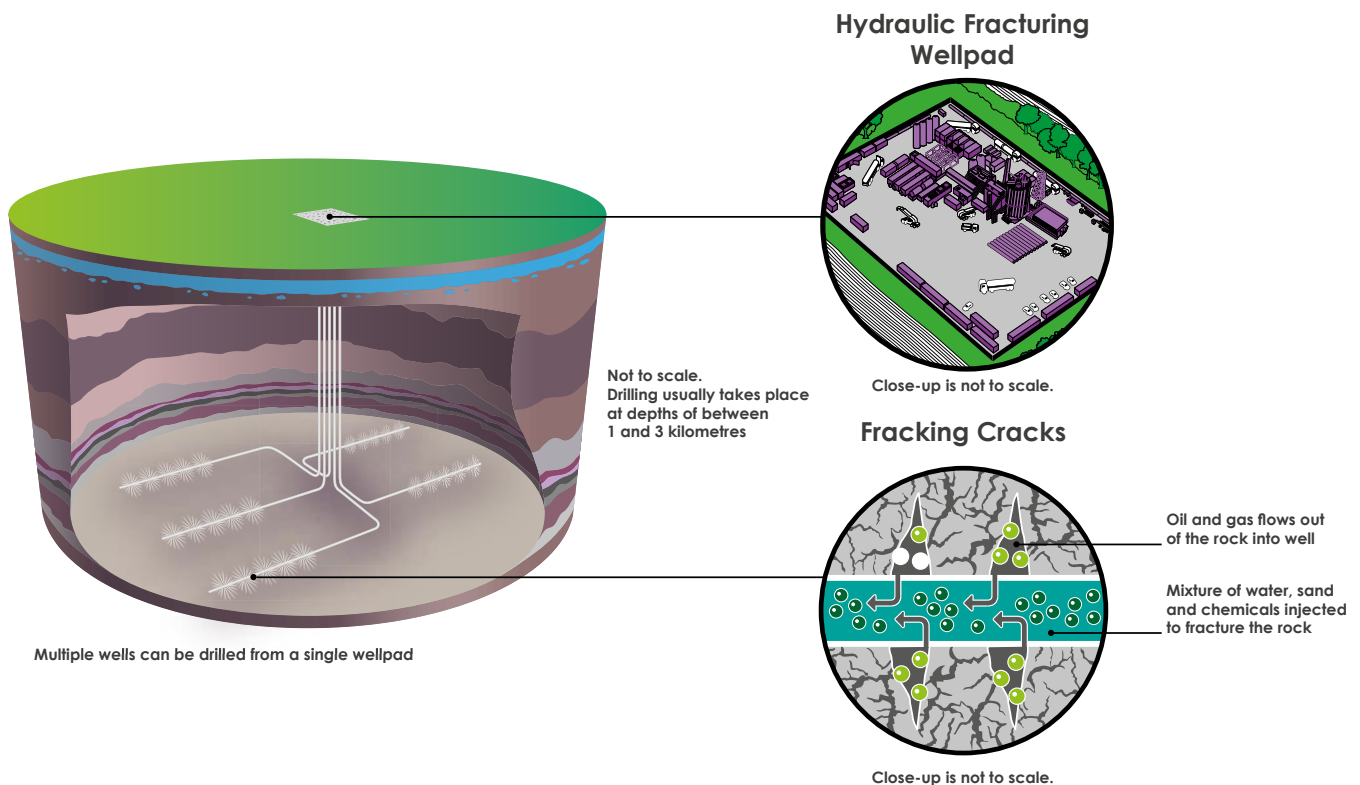 Hydraulic Fracturing
Wellpad
Close-up is not to scale.
Not to scale.
Drilling usually takes place
at depths of between
1 and 3 kilometres
Fracking Cracks
Oil and gas flows out
of the rock into well
Mixture of water, sand
and chemicals injected
to fracture the rock
Multiple wells can be drilled from a single wellpad
Close-up is not to scale.